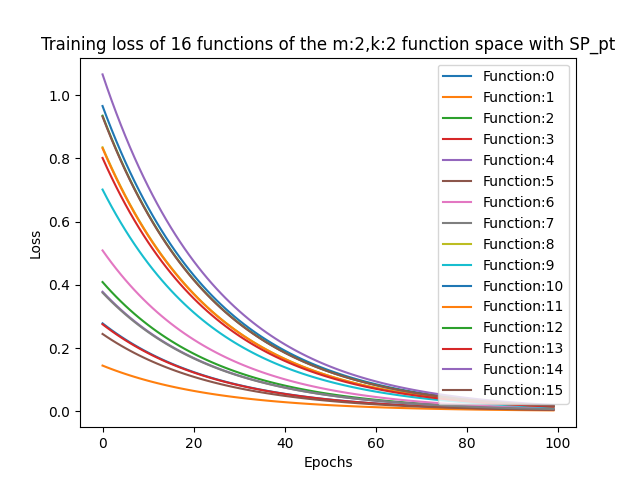 Training loss of 16 functions of the m:2,k:2 function space with SP_pt
Loss
1.0
0.8
0.6
0.4
0.2
0.0
0
20
40
60
80
100
Epochs
Function:0
Function:1
Function:2
Function:3
Function:4
Function:5
Function:6
Function:7
Function:8
Function:9
Function:10
Function:11
Function:12
Function:13
Function:14
Function:15